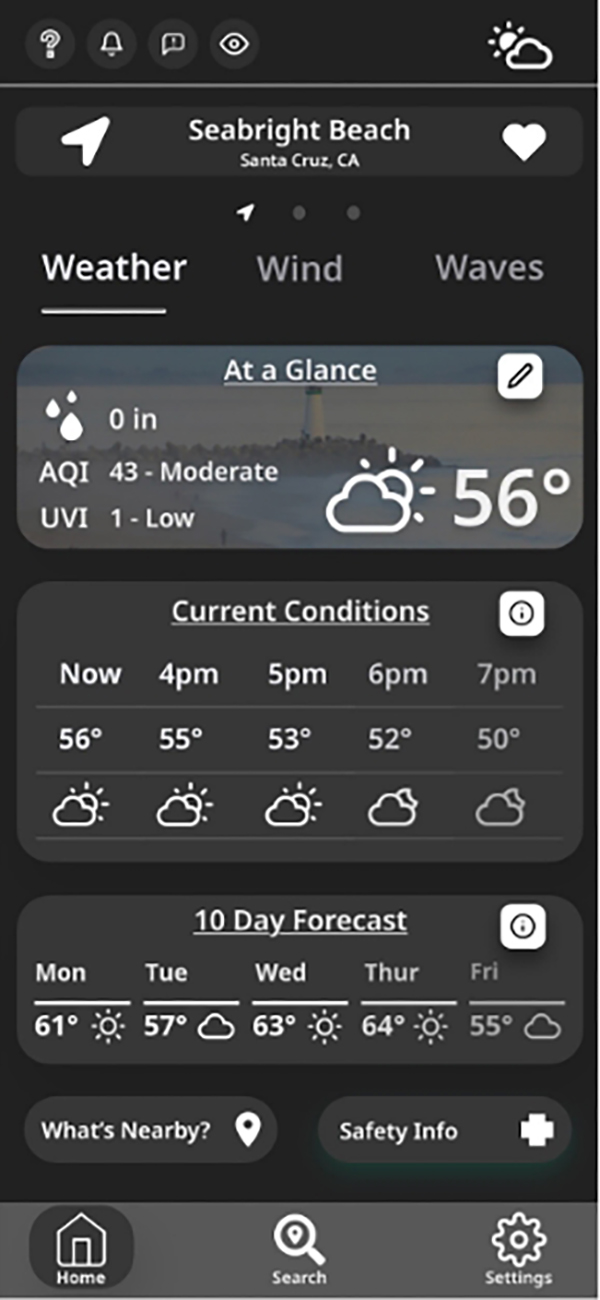 Seabright Beach
Santa Cruz, CA
Weather Wind Waves
At a Glance
0 in
AQI 43 - Moderate
UVI 1 - Low
56°
Current Conditions
Now 4pm 5pm 6pm 7pm
56° 55° 53° 52° 50°
10 Day Forecast
Mon Tue Wed Thur Fri
61° 57° 63° 64° 55°
What's Nearby? Safety Info
Home Search Settings